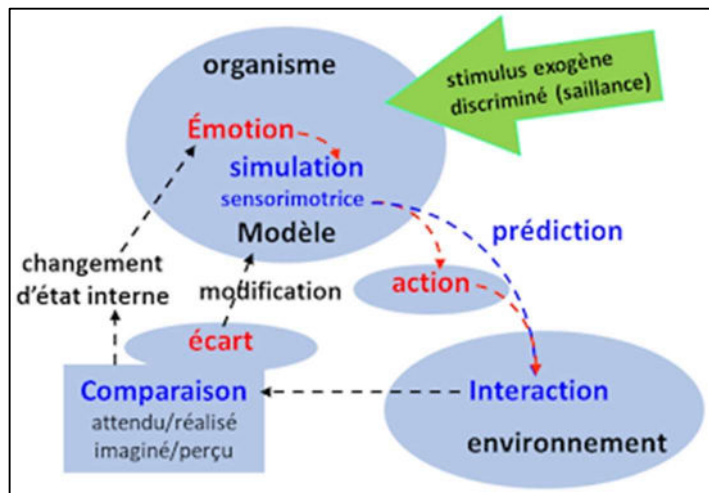 organisme
stimulus exogène
discriminé (saillance)
Émotion
simulation
sensorimotrice
Modèle
prédiction
changement
d'état interne
modification
action
écart
Comparaison
attendu/réalisé
imaginé/perçu
Interaction
environnement